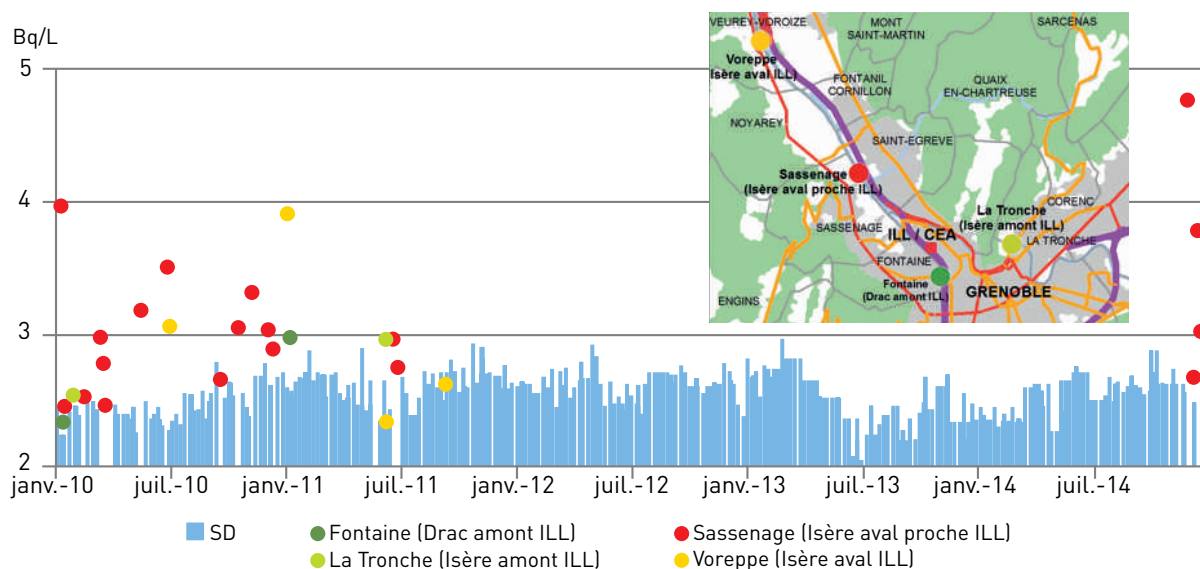 Bq/L
5
4
3
2
janv.-10
juil.-10
janv.-11
juil.-11
janv.-12
juil.-12
janv.-13
juil.-13
janv.-14
juil.-14
VEUREY-VOROIZE
MONT
SAINT-MARTIN
SARCENAS
Voreppe
(Isère aval ILL)
FONTANIL
CORNILLON
QUAIX
EN-CHARTREUSE
NOYAREY
SAINT-EGREVE
Sassenage
(Isère aval proche ILL)
La Tronche
(Isère amont ILL)
CORENC
SASSENAGE
ILL / CEA
LA TRONCHE
FONTAINE
Fontaine
(Drac amont ILL)
GRENOBLE
ENGINS
SD
Fontaine (Drac amont ILL)
Sassenage (Isère aval proche ILL)
La Tronche (Isère amont ILL)
Voreppe (Isère aval ILL)